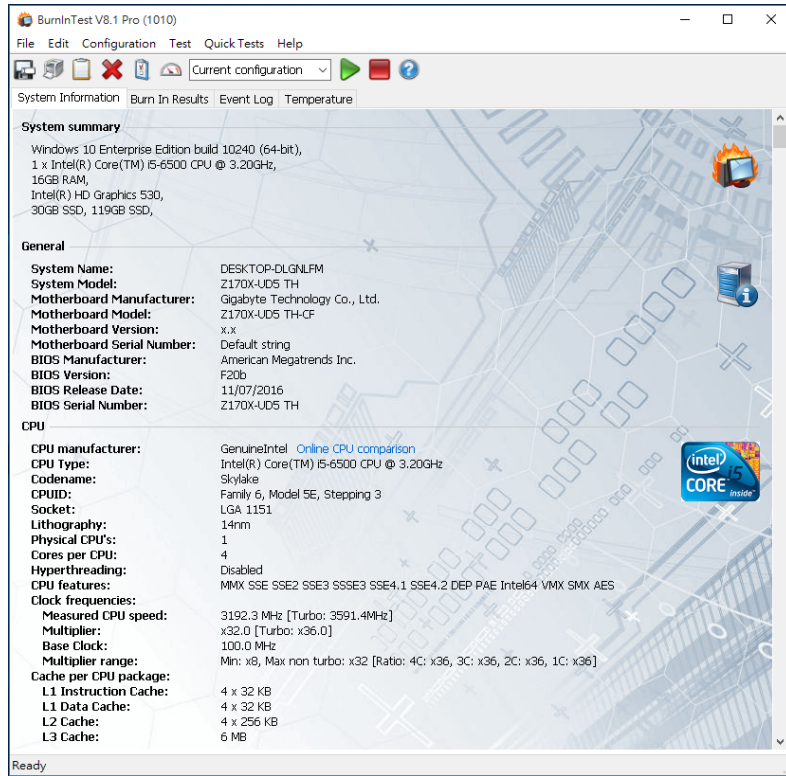 BurnInTest V8.1 Pro (1010)
File Edit Configuration Test Quick Tests Help
Current configuration
System Information Burn In Results Event Log Temperature
System summary
Windows 10 Enterprise Edition build 10240 (64-bit),
1 x Intel(R) Core(TM) i5-6500 CPU @ 3.20GHz,
16GB RAM,
Intel(R) HD Graphics 530,
30GB SSD, 119GB SSD,
General
System Name: DESKTOP-DLGNLFM
System Model: Z170X-UD5 TH
Motherboard Manufacturer: Gigabyte Technology Co., Ltd.
Motherboard Model: Z170X-UD5 TH-CF
Motherboard Version: x.x
Motherboard Serial Number: Default string
BIOS Manufacturer: American Megatrends Inc.
BIOS Version: F20b
BIOS Release Date: 11/07/2016
BIOS Serial Number: Z170X-UD5 TH
CPU
CPU manufacturer: GenuineIntel Online CPU comparison
CPU Type: Intel(R) Core(TM) i5-6500 CPU @ 3.20GHz
Codename: Skylake
CPUID: Family 6, Model 5E, Stepping 3
Socket: LGA 1151
Lithography: 14nm
Physical CPU's: 1
Cores per CPU: 4
Hyperthreading: Disabled
CPU features: MMX SSE SSE2 SSE3 SSSE3 SSE4.1 SSE4.2 DEP PAE Intel64 VMX SMX AES
Clock frequencies:
Measured CPU speed: 3192.3 MHz [Turbo: 3591.4MHz]
Multiplier: x32.0 [Turbo: x36.0]
Base Clock: 100.0 MHz
Multiplier range: Min: x8, Max non turbo: x32 [Ratio: 4C: x36, 3C: x36, 2C: x36, 1C: x36]
Cache per CPU package:
L1 Instruction Cache: 4 x 32 KB
L1 Data Cache: 4 x 32 KB
L2 Cache: 4 x 256 KB
L3 Cache: 6 MB
intel
CORE i5
inside
Ready